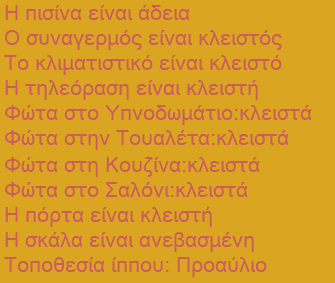 Η πισίνα είναι άδεια
Ο συναγερμός είναι κλειστός
Το κλιματιστικό είναι κλειστό
Η τηλεόραση είναι κλειστή
Φώτα στο Υπνοδωμάτιο:κλειστά
Φώτα στην Τουαλέτα:κλειστά
Φώτα στη Κουζίνα:κλειστά
Φώτα στο Σαλόνι:κλειστά
Η πόρτα είναι κλειστή
Η σκάλα είναι ανεβασμένη
Τοποθεσία ίππου: Προαύλιο